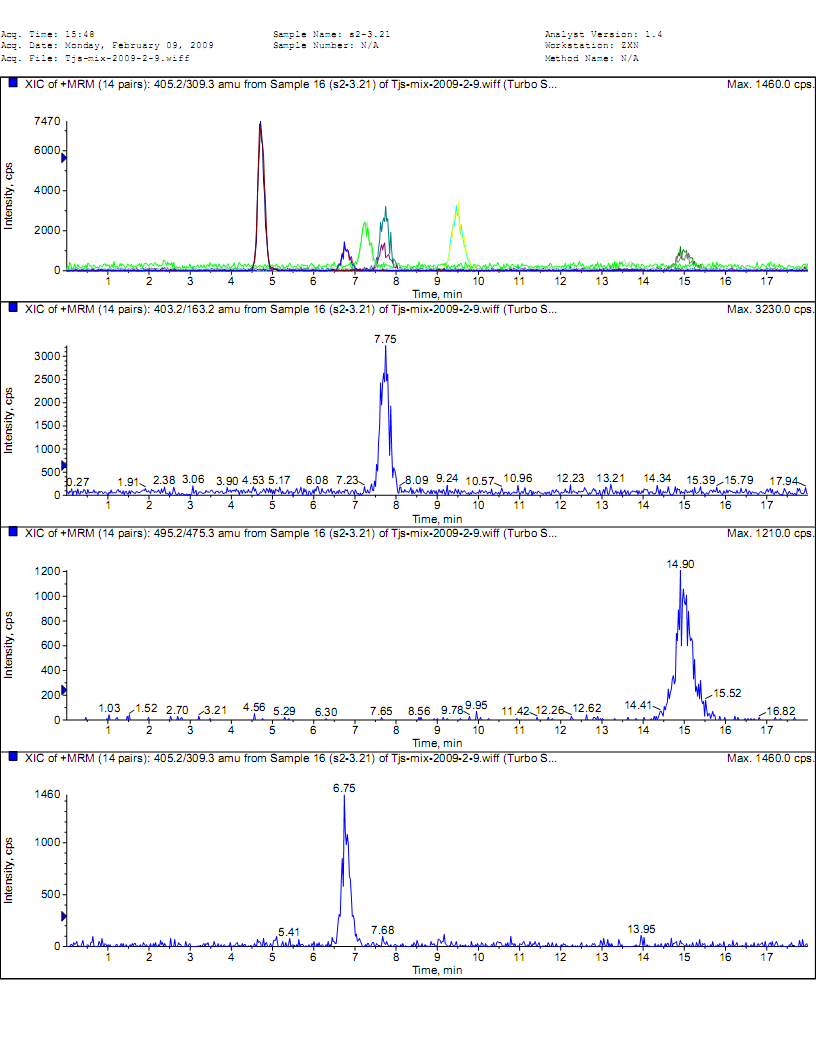 Acq. Time: 15:48 Sample Name: s2-3.21 Analyst Version: 1.4
Acq. Date: Monday, February 09, 2009 Sample Number: N/A Workstation: ZXN
Acq. File: Tjs-mix-2009-2-9.wiff Method Name: N/A
XIC of +MRM (14 pairs): 405.2/309.3 amu from Sample 16 (s2-3.21) of Tjs-mix-2009-2-9.wiff (Turbo S... Max. 1460.0 cps.
7470
6000
4000
2000
0
Intensity, cps
1 2 3 4 5 6 7 8 9 10 11 12 13 14 15 16 17
Time, min
XIC of +MRM (14 pairs): 403.2/163.2 amu from Sample 16 (s2-3.21) of Tjs-mix-2009-2-9.wiff (Turbo S... Max. 3230.0 cps.
7.75
3000
2500
2000
1500
1000
500
0
Intensity, cps
0.27 1.91 2.38 3.06 3.90 4.53 5.17 6.08 7.23 8.09 9.24 10.57 10.96 12.23 13.21 14.34 15.39 15.79 17.94
1 2 3 4 5 6 7 8 9 10 11 12 13 14 15 16 17
Time, min
XIC of +MRM (14 pairs): 495.2/475.3 amu from Sample 16 (s2-3.21) of Tjs-mix-2009-2-9.wiff (Turbo S... Max. 1210.0 cps.
14.90
1200
1000
800
600
400
200
0
Intensity, cps
1.03 1.52 2.70 3.21 4.56 5.29 6.30 7.65 8.56 9.78 9.95 11.42 12.26 12.62 14.41 15.52 16.82
1 2 3 4 5 6 7 8 9 10 11 12 13 14 15 16 17
Time, min
XIC of +MRM (14 pairs): 405.2/309.3 amu from Sample 16 (s2-3.21) of Tjs-mix-2009-2-9.wiff (Turbo S... Max. 1460.0 cps.
6.75
1460
1000
500
0
Intensity, cps
5.41 7.68 13.95
1 2 3 4 5 6 7 8 9 10 11 12 13 14 15 16 17
Time, min